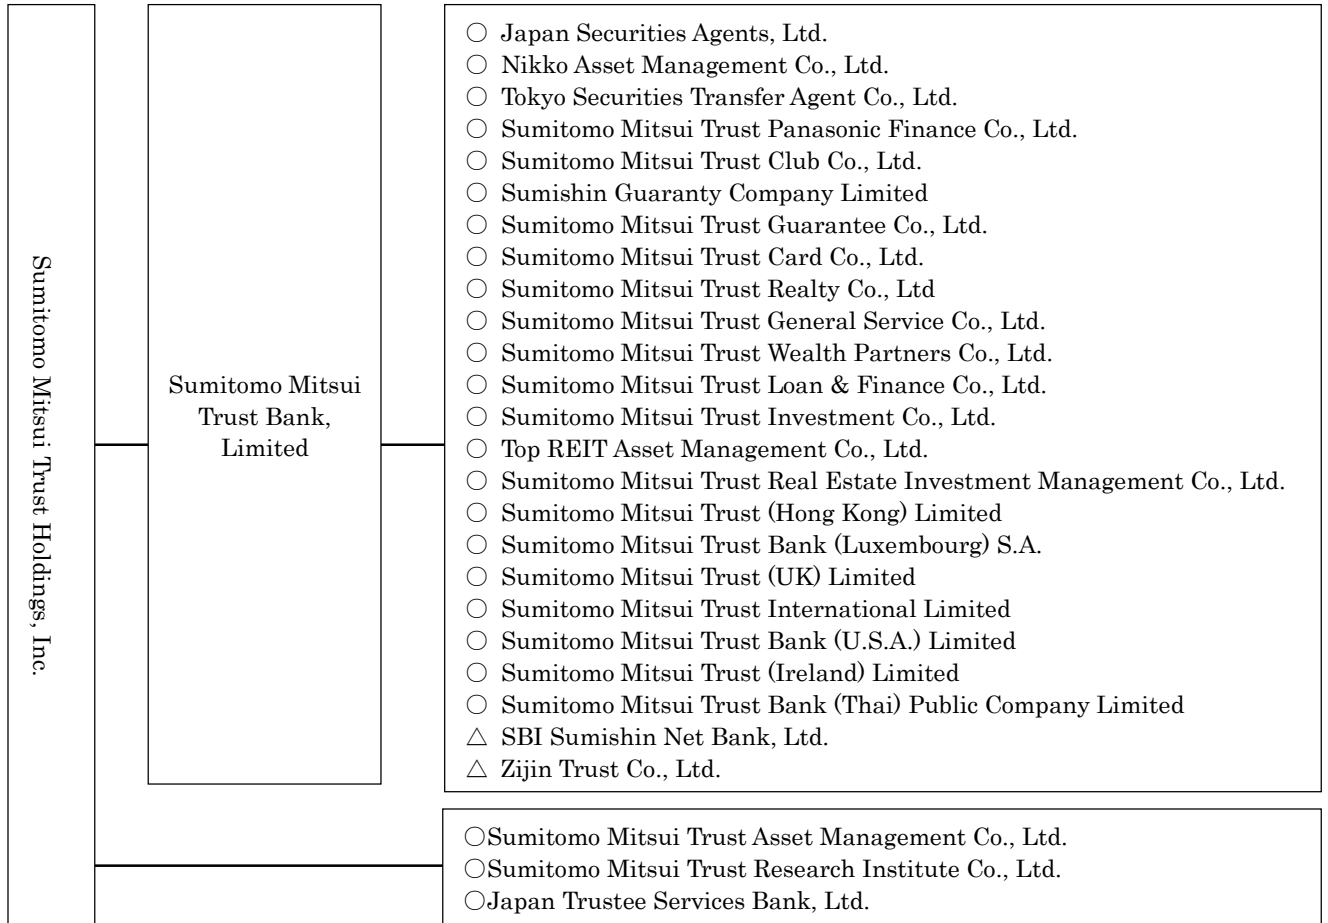 Sumitomo Mitsui Trust Holdings, Inc.
Sumitomo Mitsui
Trust Bank,
Limited
○ Japan Securities Agents, Ltd.
○ Nikko Asset Management Co., Ltd.
○ Tokyo Securities Transfer Agent Co., Ltd.
○ Sumitomo Mitsui Trust Panasonic Finance Co., Ltd.
○ Sumitomo Mitsui Trust Club Co., Ltd.
○ Sumishin Guaranty Company Limited
○ Sumitomo Mitsui Trust Guarantee Co., Ltd.
○ Sumitomo Mitsui Trust Card Co., Ltd.
○ Sumitomo Mitsui Trust Realty Co., Ltd
○ Sumitomo Mitsui Trust General Service Co., Ltd.
○ Sumitomo Mitsui Trust Wealth Partners Co., Ltd.
○ Sumitomo Mitsui Trust Loan & Finance Co., Ltd.
○ Sumitomo Mitsui Trust Investment Co., Ltd.
○ Top REIT Asset Management Co., Ltd.
○ Sumitomo Mitsui Trust Real Estate Investment Management Co., Ltd.
○ Sumitomo Mitsui Trust (Hong Kong) Limited
○ Sumitomo Mitsui Trust Bank (Luxembourg) S.A.
○ Sumitomo Mitsui Trust (UK) Limited
○ Sumitomo Mitsui Trust International Limited
○ Sumitomo Mitsui Trust Bank (U.S.A.) Limited
○ Sumitomo Mitsui Trust (Ireland) Limited
○ Sumitomo Mitsui Trust Bank (Thai) Public Company Limited
△ SBI Sumishin Net Bank, Ltd.
△ Zijin Trust Co., Ltd.
○Sumitomo Mitsui Trust Asset Management Co., Ltd.
○Sumitomo Mitsui Trust Research Institute Co., Ltd.
○Japan Trustee Services Bank, Ltd.